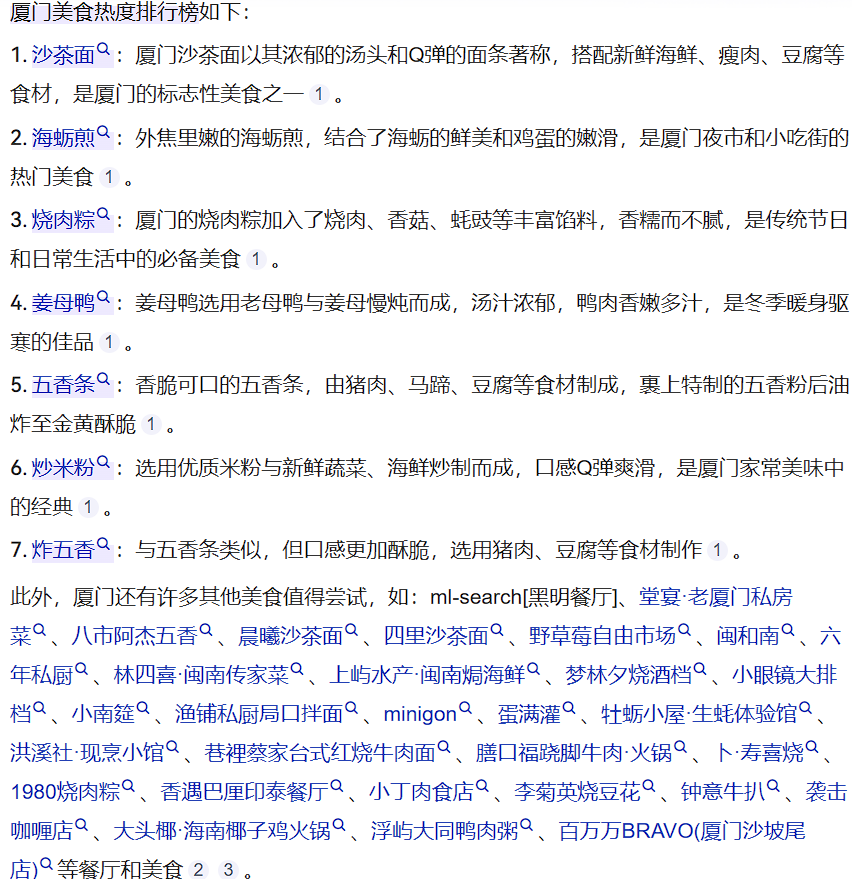 厦门美食热度排行榜如下：
1. 沙茶面：厦门沙茶面以其浓郁的汤头和Q弹的面条著称，搭配新鲜海鲜、瘦肉、豆腐等
食材，是厦门的标志性美食之一 1 。
2. 海蛎煎：外焦里嫩的海蛎煎，结合了海蛎的鲜美和鸡蛋的嫩滑，是厦门夜市和小吃街的
热门美食 1 。
3. 烧肉粽：厦门的烧肉粽加入了烧肉、香菇、蚝豉等丰富馅料，香糯而不腻，是传统节日
和日常生活中的必备美食 1 。
4. 姜母鸭：姜母鸭选用老母鸭与姜母慢炖而成，汤汁浓郁，鸭肉香嫩多汁，是冬季暖身驱
寒的佳品 1 。
5. 五香条：香脆可口的五香条，由猪肉、马蹄、豆腐等食材制成，裹上特制的五香粉后油
炸至金黄酥脆 1 。
6. 炒米粉：选用优质米粉与新鲜蔬菜、海鲜炒制而成，口感Q弹爽滑，是厦门家常美味中
的经典 1 。
7. 炸五香：与五香条类似，但口感更加酥脆，选用猪肉、豆腐等食材制作 1 。
此外，厦门还有许多其他美食值得尝试，如：ml-search[黑明餐厅]、堂宴·老厦门私房
菜、八市阿杰五香、晨曦沙茶面、四里沙茶面、野草莓自由市场、闽和南、六
年私厨、林四喜·闽南传家菜、上屿水产·闽南焗海鲜、梦林夕烧酒档、小眼镜大排
档、小南筵、渔铺私厨局口拌面、minigon、蛋满灌、牡蛎小屋·生蚝体验馆、
洪溪社·现烹小馆、巷裡蔡家台式红烧牛肉面、膳口福跷脚牛肉·火锅、卜·寿喜烧、
1980烧肉粽、香遇巴厘印泰餐厅、小丁肉食店、李菊英烧豆花、钟意牛扒、袭击
咖喱店、大头椰·海南椰子鸡火锅、浮屿大同鸭肉粥、百万万BRAVO(厦门沙坡尾
店)等餐厅和美食 2 3 。